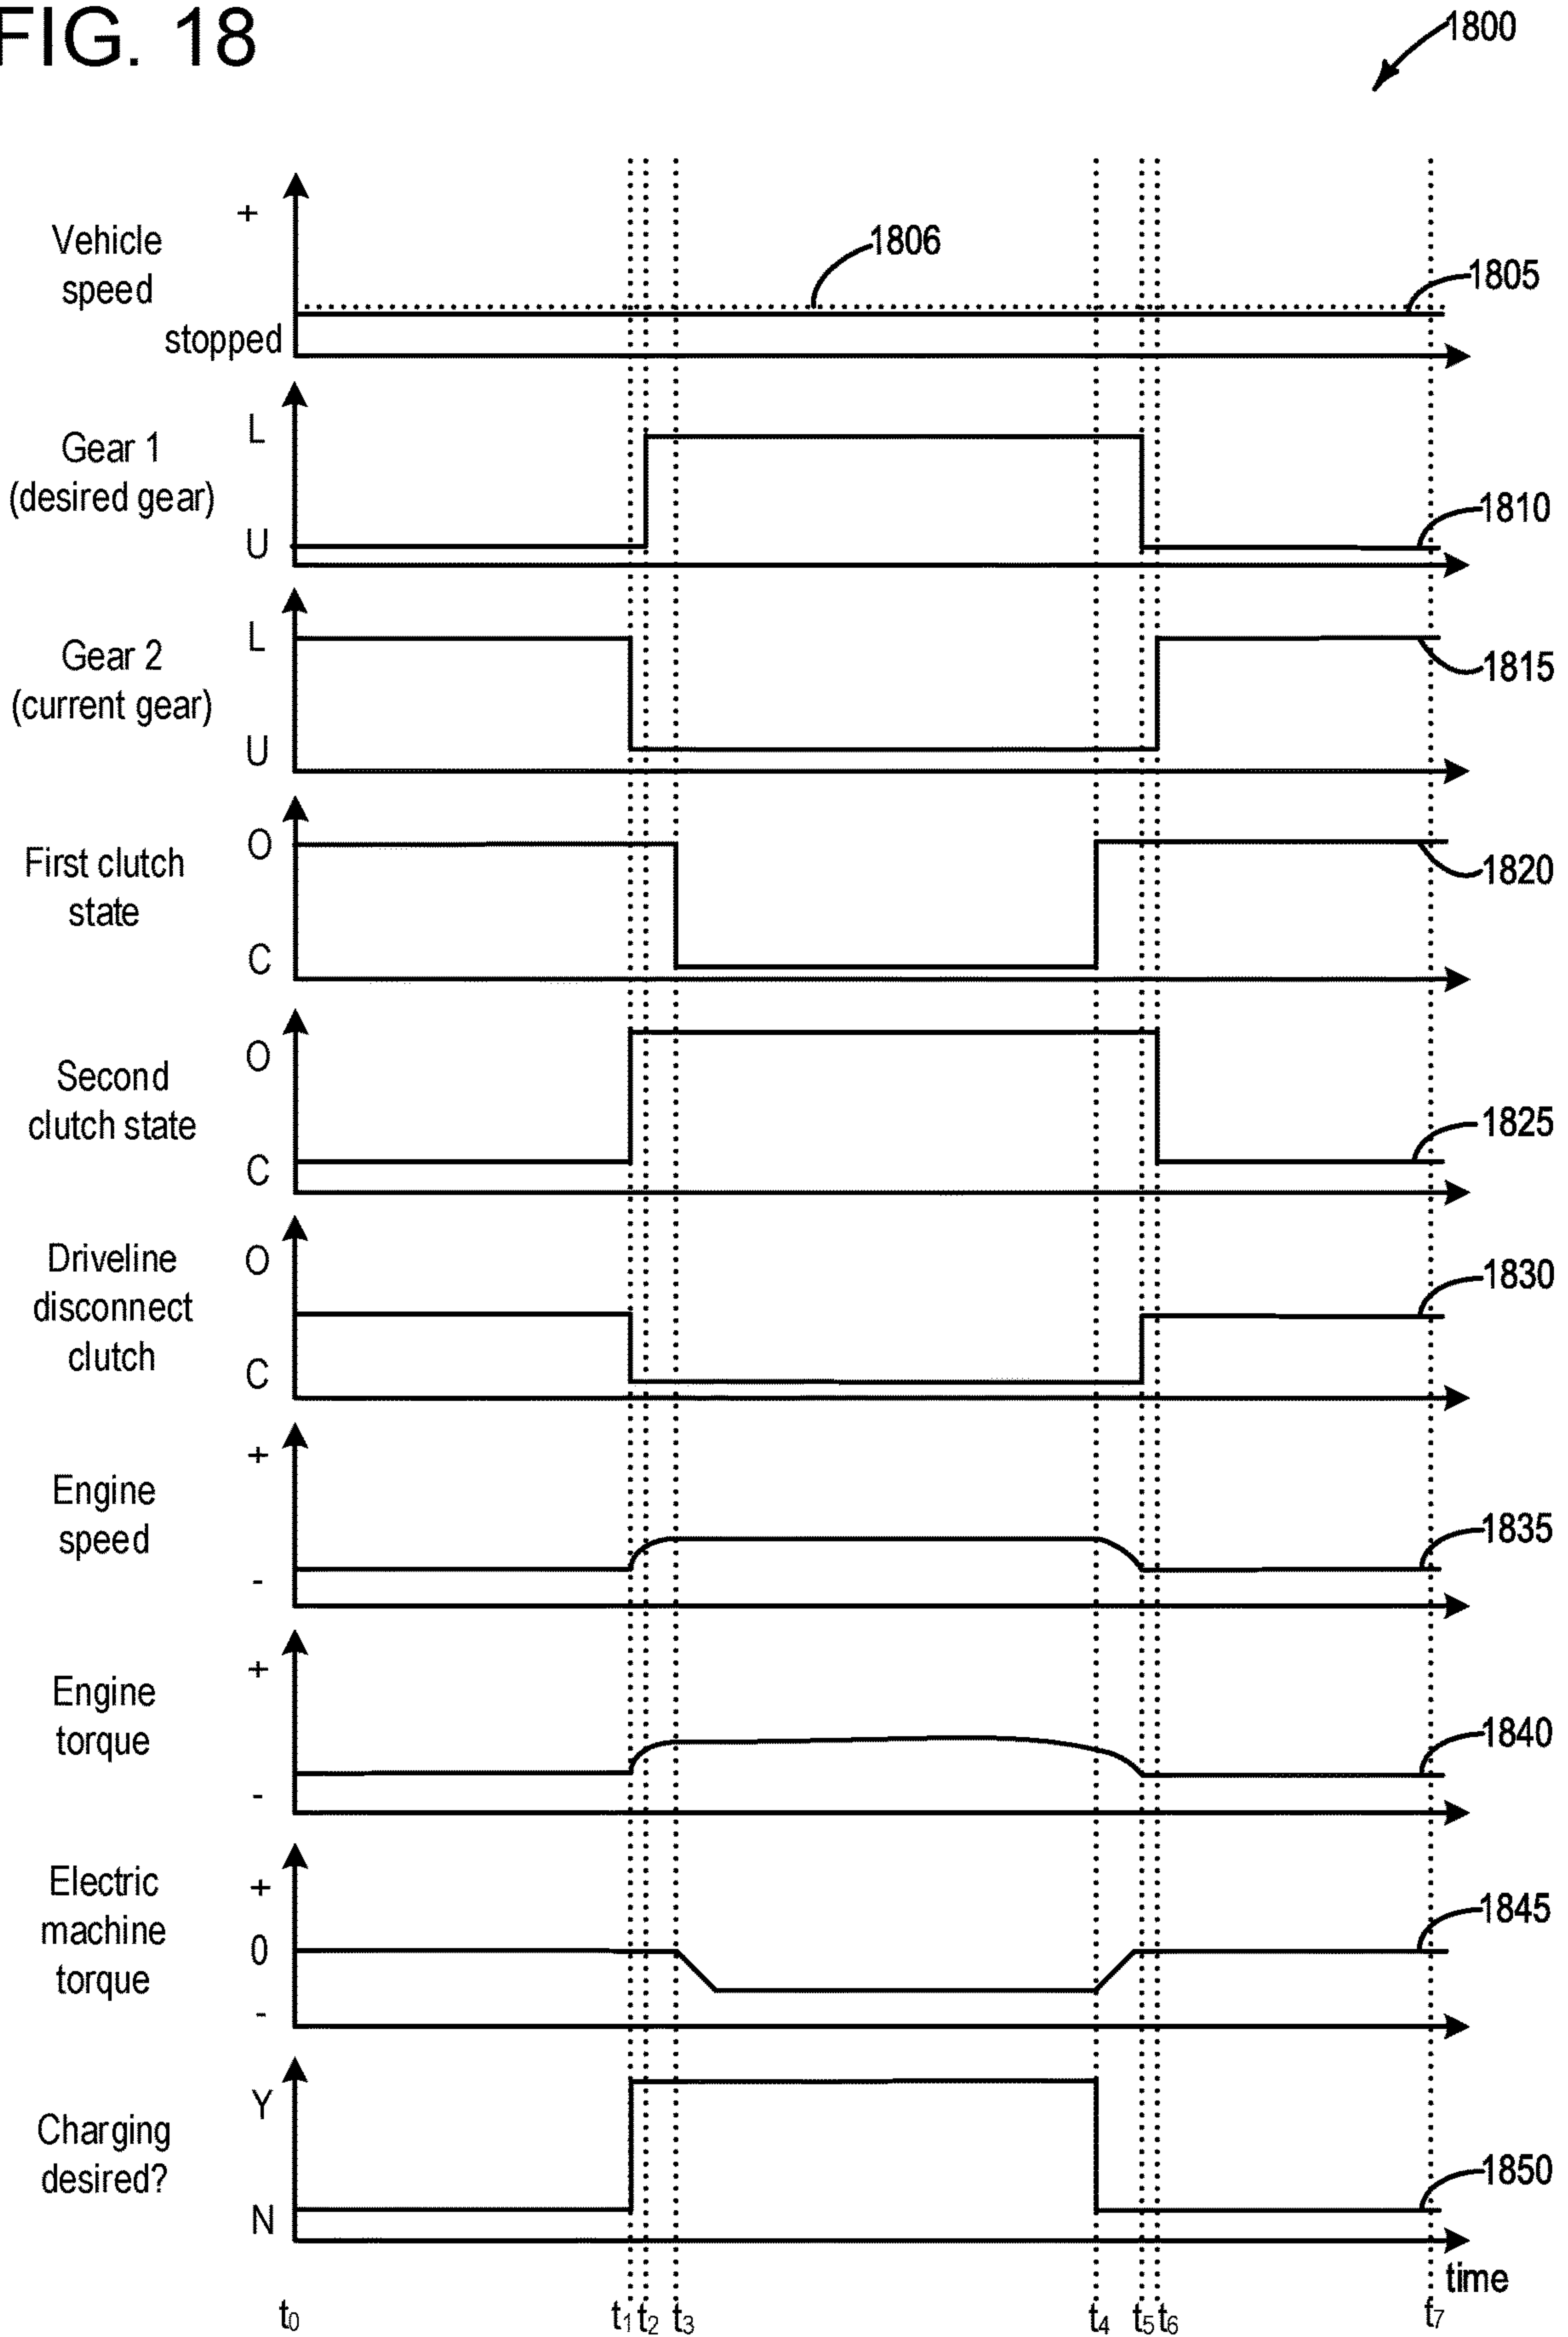 FIG. 18
1800
+
Vehicle
speed
stopped
1806
1805
Gear 1
(desired gear)
L
U
1810
Gear 2
(current gear)
L
U
1815
First clutch
state
O
C
1820
Second
clutch state
O
C
1825
Driveline
disconnect
clutch
O
C
1830
Engine
speed
+
-
1835
Engine
torque
+
-
1840
Electric
machine
torque
+
0
-
1845
Charging
desired?
Y
N
1850
time
t0 t1 t2 t3 t4 t5 t6 t7